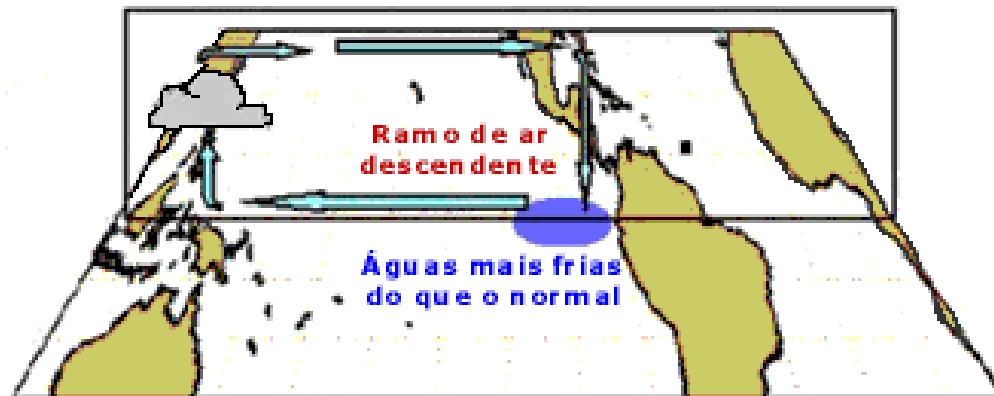 Ramo de ar
descendente
Águas mais frias
do que o normal